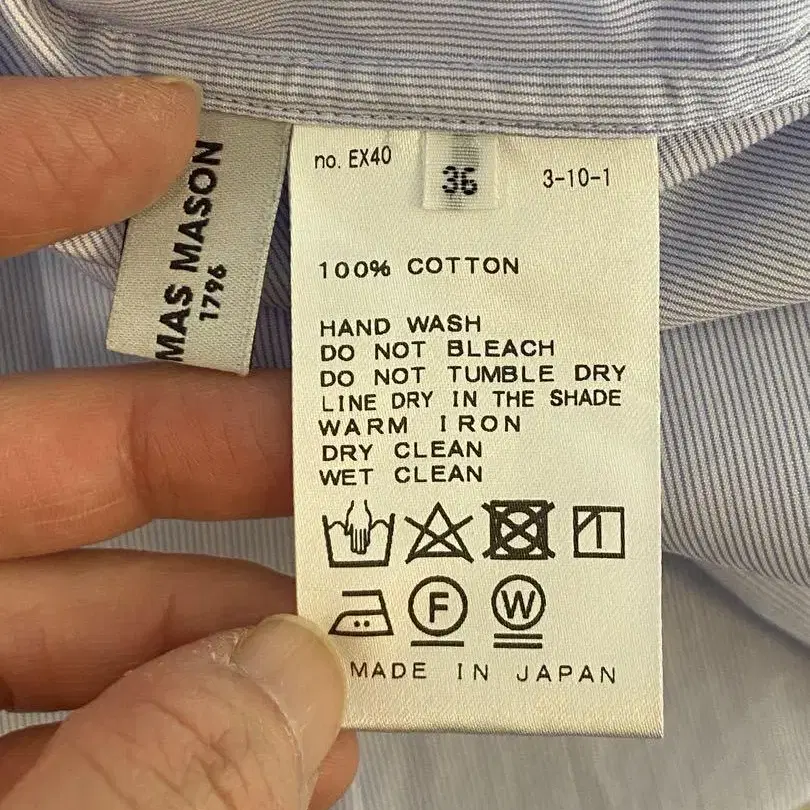 MAS MASON
1796
no. EX40
36
3-10-1
100% COTTON
HAND WASH
DO NOT BLEACH
DO NOT TUMBLE DRY
LINE DRY IN THE SHADE
WARM IRON
DRY CLEAN
WET CLEAN
F
W
MADE IN JAPAN